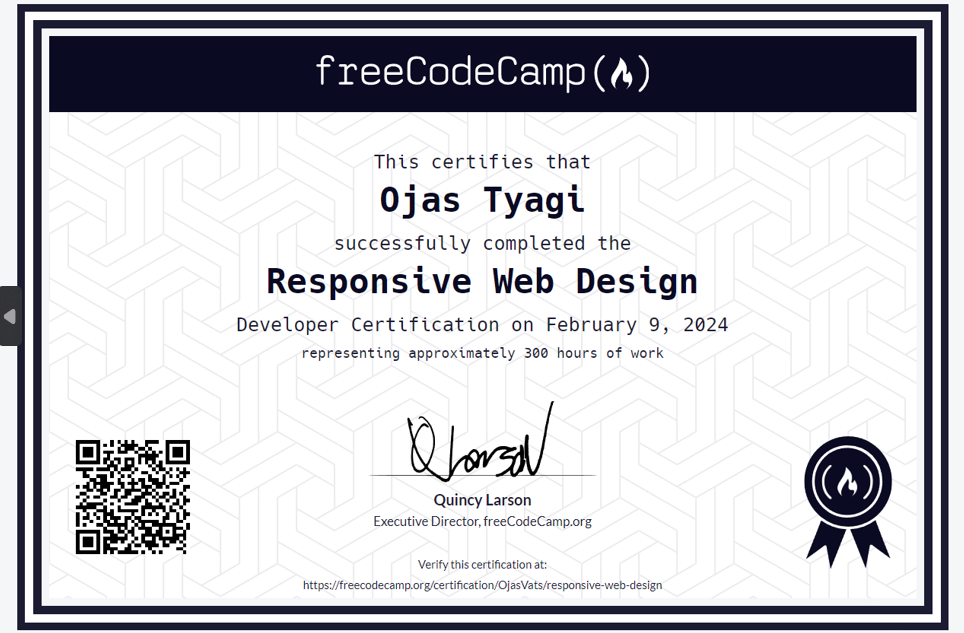 freeCodeCamp
This certifies that
Ojas Tyagi
successfully completed the
Responsive Web Design
Developer Certification on February 9, 2024
representing approximately 300 hours of work
Q Larson
Quincy Larson
Executive Director, freeCodeCamp.org
Verify this certification at:
https://freecodecamp.org/certification/OjasVats/responsive-web-design